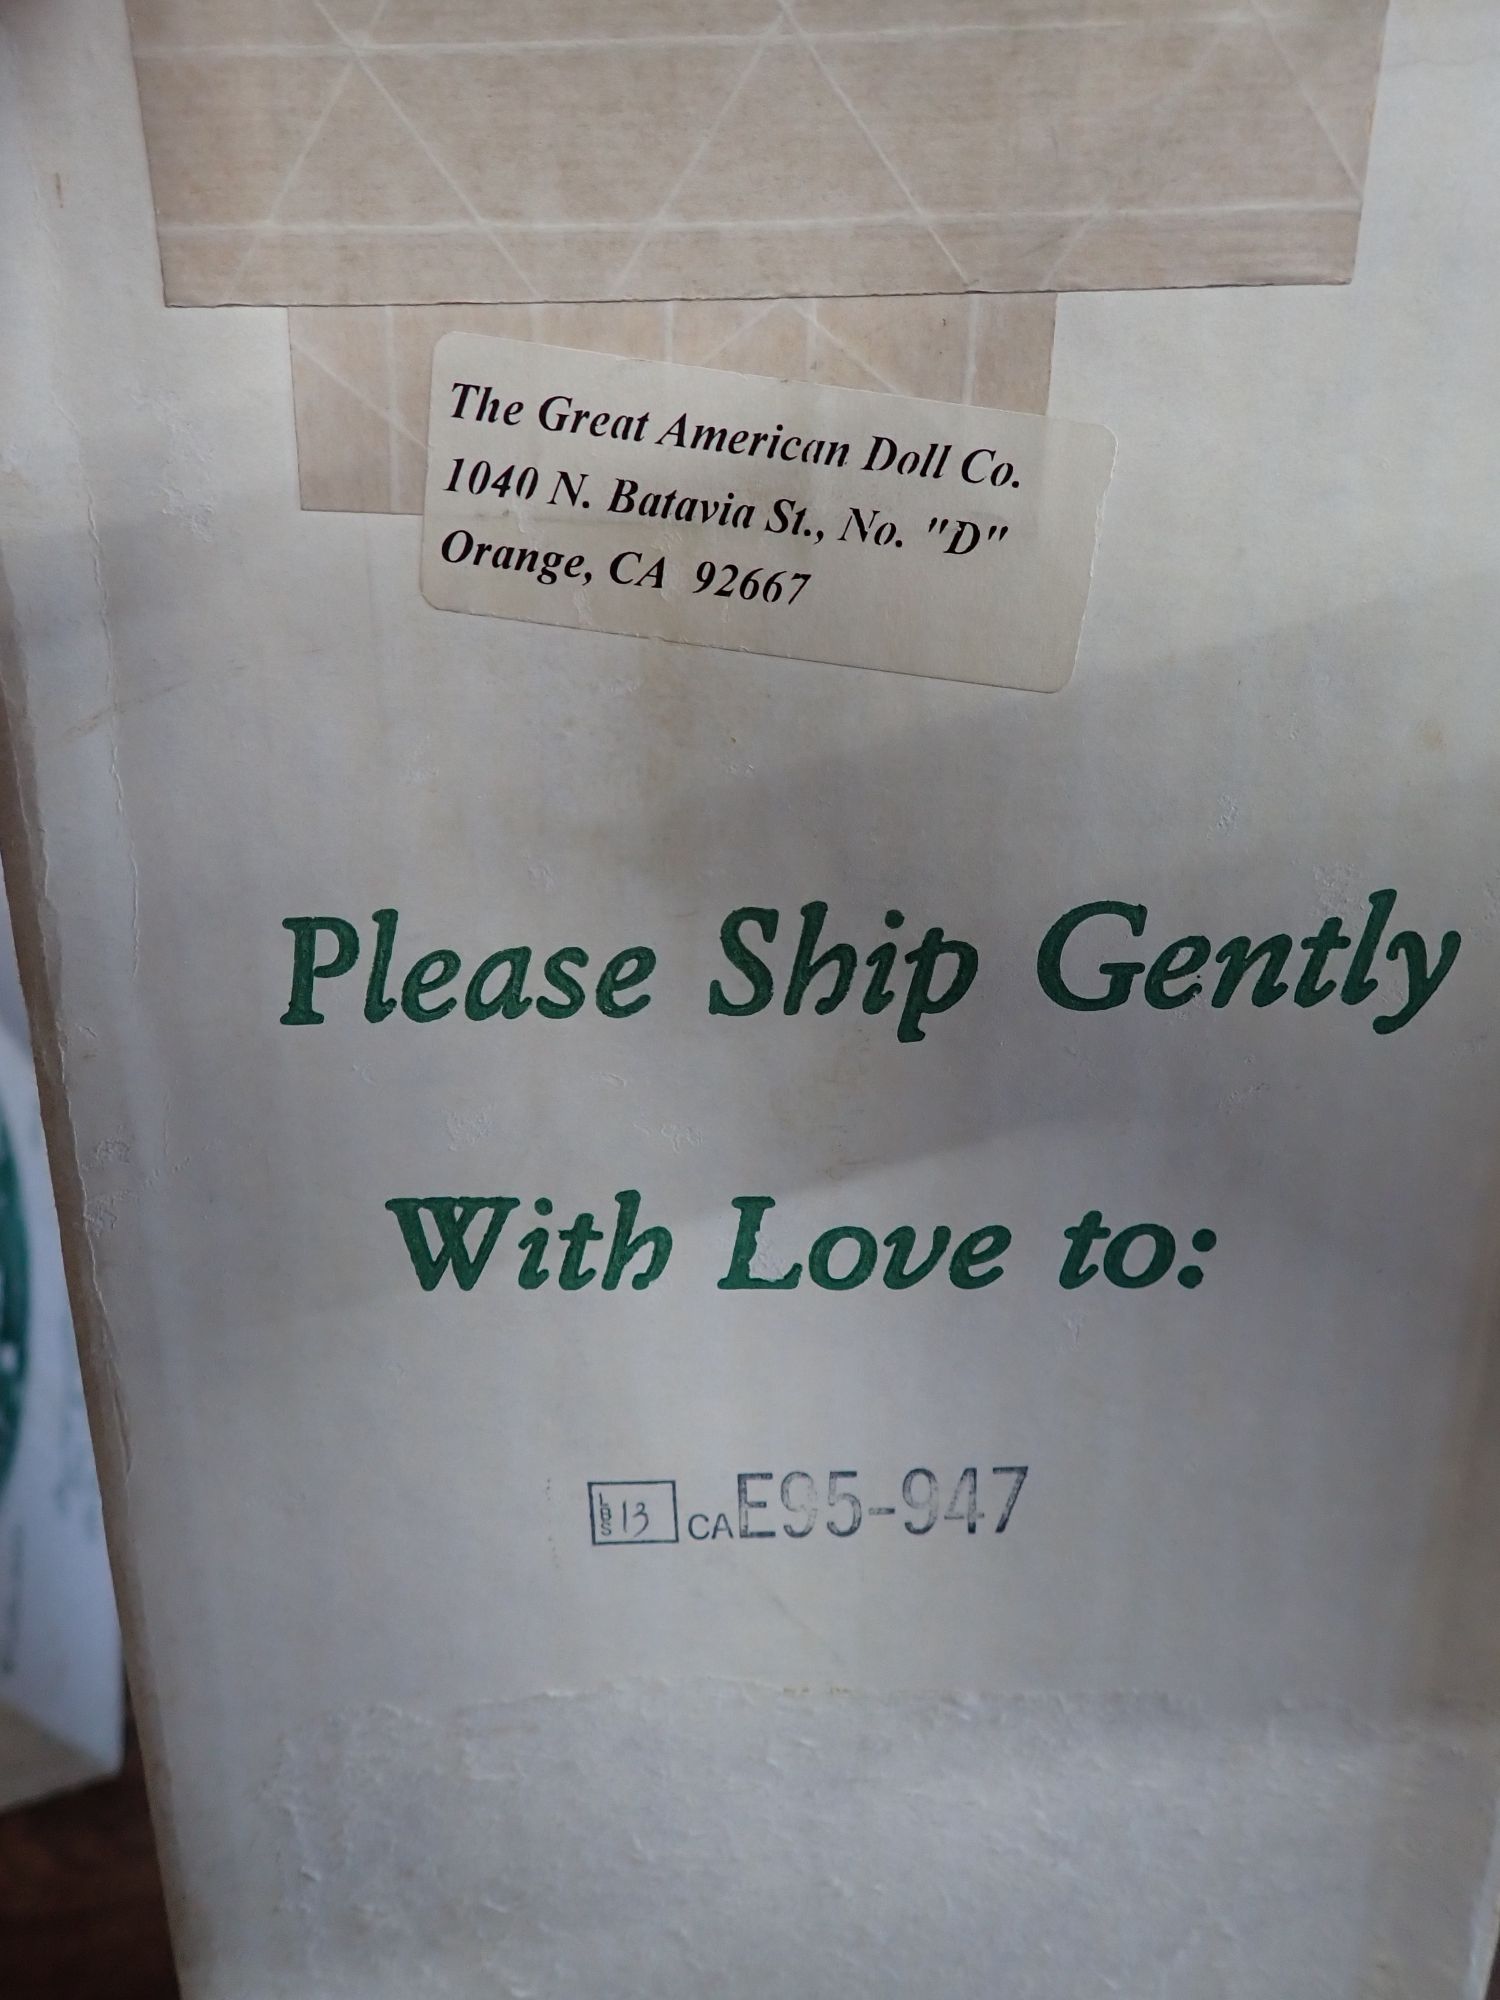 The Great American Doll Co.
1040 N. Batavia St., No. "D"
Orange, CA 92667
Please Ship Gently
With Love to:
LBS 13 CA E95-947